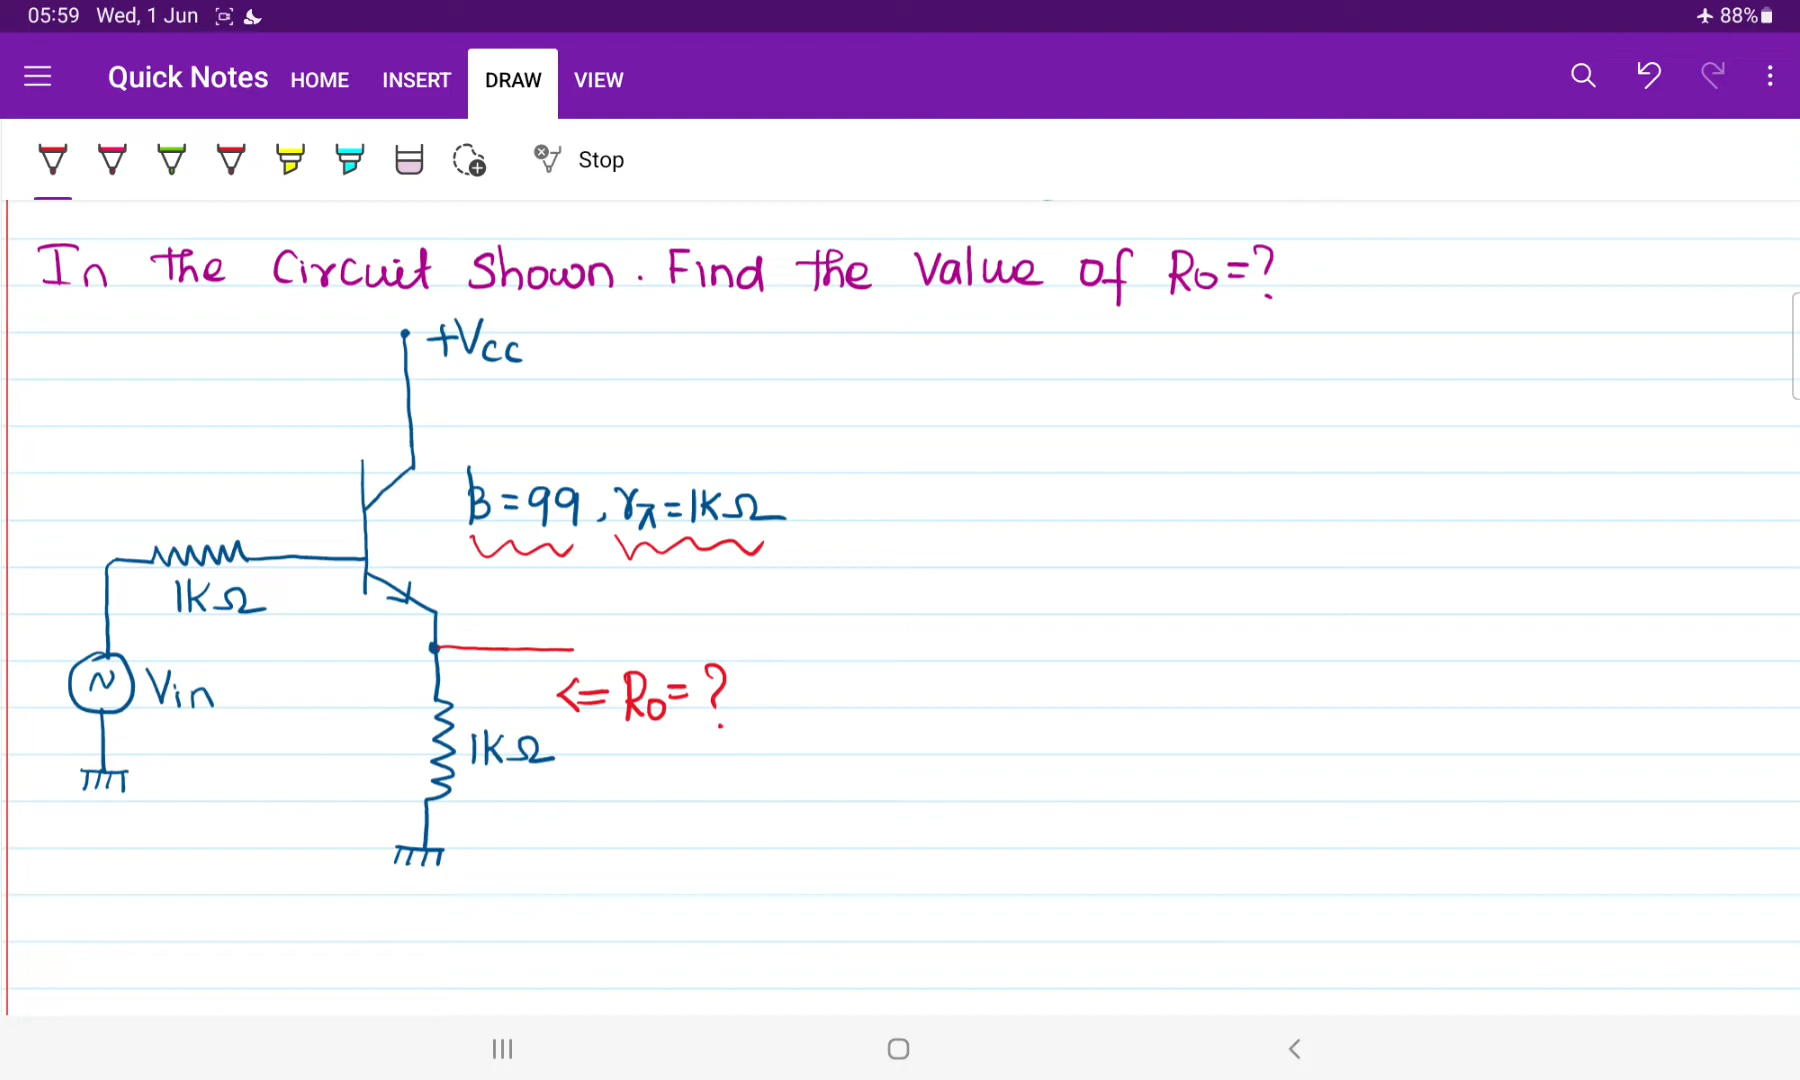 05:59 Wed, 1 Jun
88%
Quick Notes HOME INSERT DRAW VIEW
Stop
In the Circuit Shown. Find the Value of Ro=?
+Vcc
β=99, rπ=1KΩ
1KΩ
Vin
<= Ro=?
1KΩ